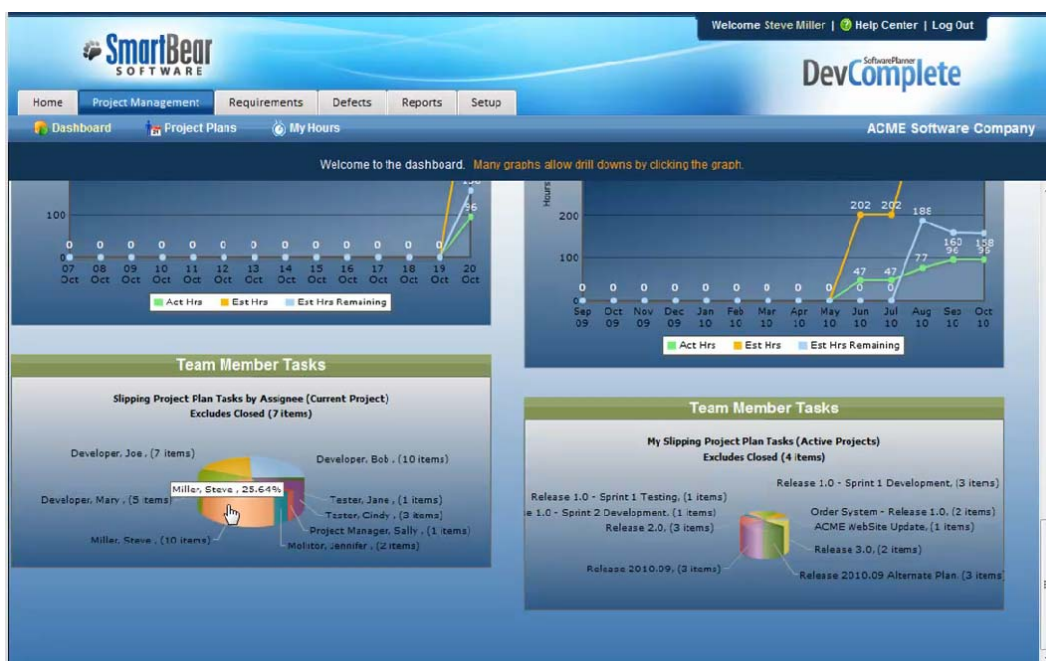 Welcome Steve Miller | Help Center | Log Out
SmartBear
SOFTWARE
SoftwarePlanner
DevComplete
Home Project Management Requirements Defects Reports Setup
Dashboard Project Plans My Hours ACME Software Company
Welcome to the dashboard. Many graphs allow drill downs by clicking the graph.
100
96
0 0 0 0 0 0 0 0 0 0 0 0 0
0
07 08 09 10 11 12 13 14 15 16 17 18 19 20
Oct Oct Oct Oct Oct Oct Oct Oct Oct Oct Oct Oct Oct Oct
Act Hrs Est Hrs Est Hrs Remaining
Hours
200
202 202 188
160 158
100
96 96
77
47 47
0 0 0 0 0 0 0 0 0
0 0 0
Sep Oct Nov Dec Jan Feb Mar Apr May Jun Jul Aug Sep Oct
09 09 09 09 10 10 10 10 10 10 10 10 10 10
Act Hrs Est Hrs Est Hrs Remaining
Team Member Tasks
Slipping Project Plan Tasks by Assignee (Current Project)
Excludes Closed (7 items)
Developer, Joe , (7 items)
Developer, Bob , (10 items)
Miller, Steve , 25.64%
Developer, Mary , (5 items)
Tester, Jane , (1 items)
Tester, Cindy , (3 items)
Project Manager, Sally , (1 items)
Miller, Steve , (10 items)
Molitor, Jennifer , (2 items)
Team Member Tasks
My Slipping Project Plan Tasks (Active Projects)
Excludes Closed (4 items)
Release 1.0 - Sprint 1 Development, (3 items)
Release 1.0 - Sprint 1 Testing, (1 items)
e 1.0 - Sprint 2 Development, (1 items)
Order System - Release 1.0, (2 items)
Release 2.0, (3 items)
ACME WebSite Update, (1 items)
Release 3.0, (2 items)
Release 2010.09, (3 items)
Release 2010.09 Alternate Plan, (3 items)